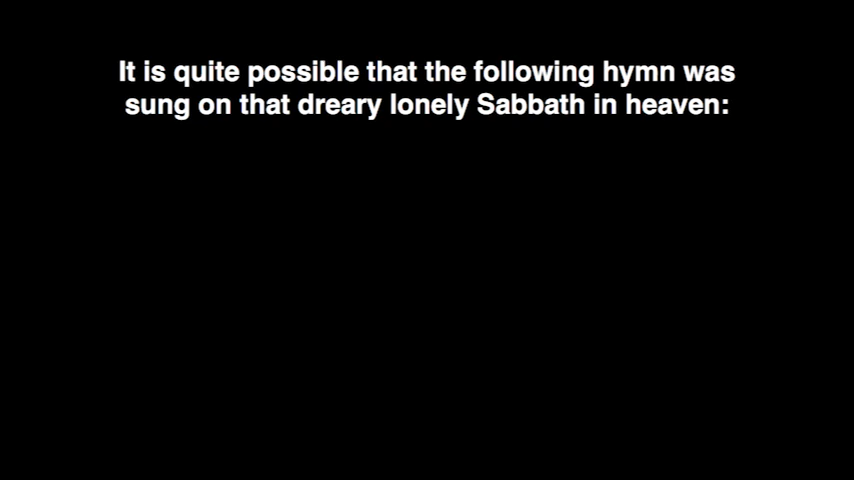 It is quite possible that the following hymn was
sung on that dreary lonely Sabbath in heaven: